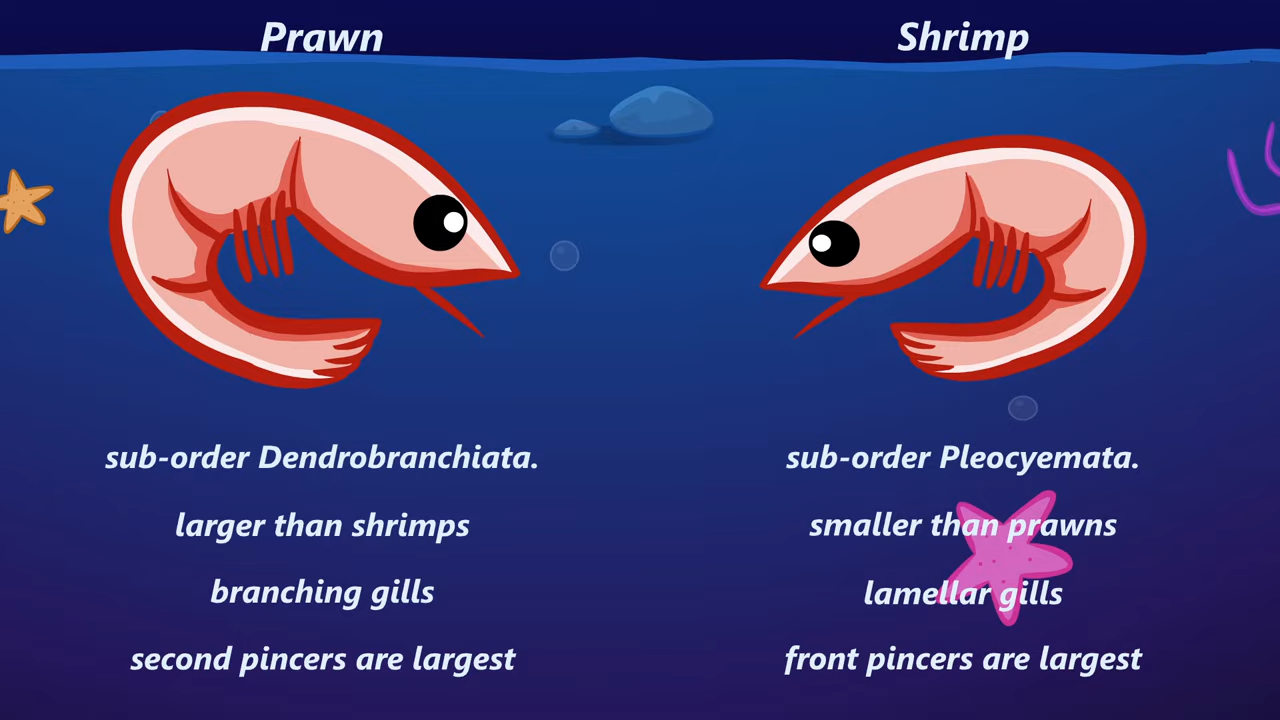 Prawn
sub-order Dendrobranchiata.
larger than shrimps
branching gills
second pincers are largest
Shrimp
sub-order Pleocyemata.
smaller than prawns
lamellar gills
front pincers are largest